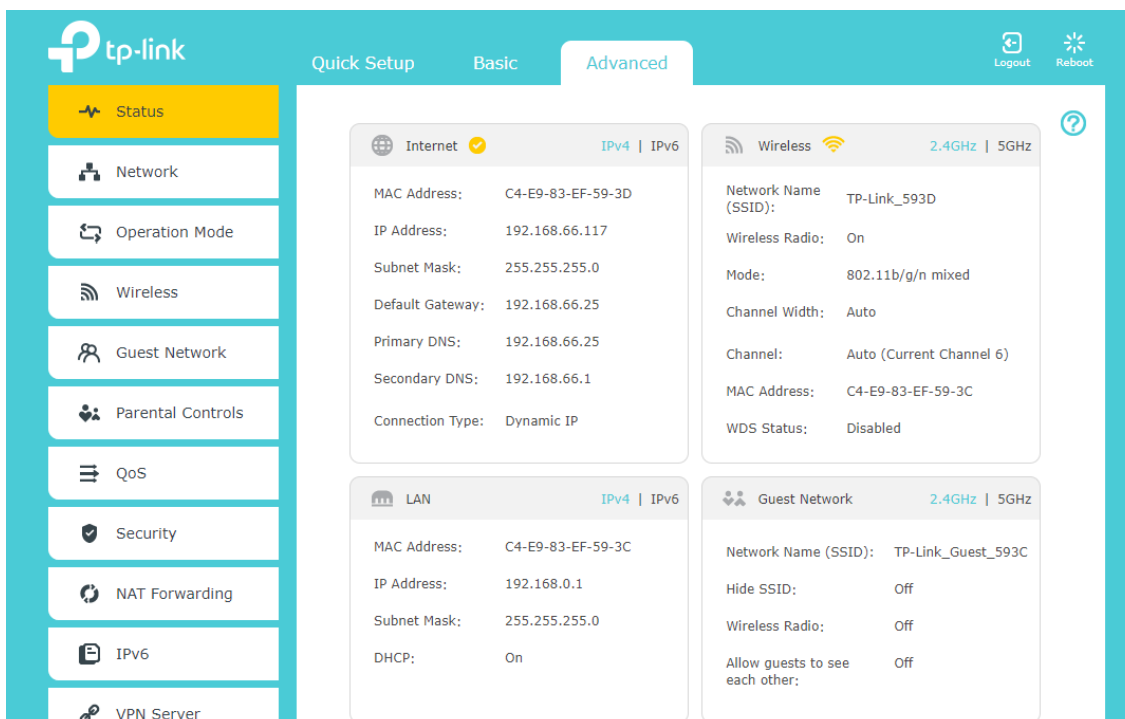 tp-link
Quick Setup Basic Advanced
Logout Reboot
Status
Network
Operation Mode
Wireless
Guest Network
Parental Controls
QoS
Security
NAT Forwarding
IPv6
VPN Server
Internet IPv4 | IPv6
MAC Address: C4-E9-83-EF-59-3D
IP Address: 192.168.66.117
Subnet Mask: 255.255.255.0
Default Gateway: 192.168.66.25
Primary DNS: 192.168.66.25
Secondary DNS: 192.168.66.1
Connection Type: Dynamic IP
Wireless 2.4GHz | 5GHz
Network Name
(SSID): TP-Link_593D
Wireless Radio: On
Mode: 802.11b/g/n mixed
Channel Width: Auto
Channel: Auto (Current Channel 6)
MAC Address: C4-E9-83-EF-59-3C
WDS Status: Disabled
LAN IPv4 | IPv6
MAC Address: C4-E9-83-EF-59-3C
IP Address: 192.168.0.1
Subnet Mask: 255.255.255.0
DHCP: On
Guest Network 2.4GHz | 5GHz
Network Name (SSID): TP-Link_Guest_593C
Hide SSID: Off
Wireless Radio: Off
Allow guests to see Off
each other: